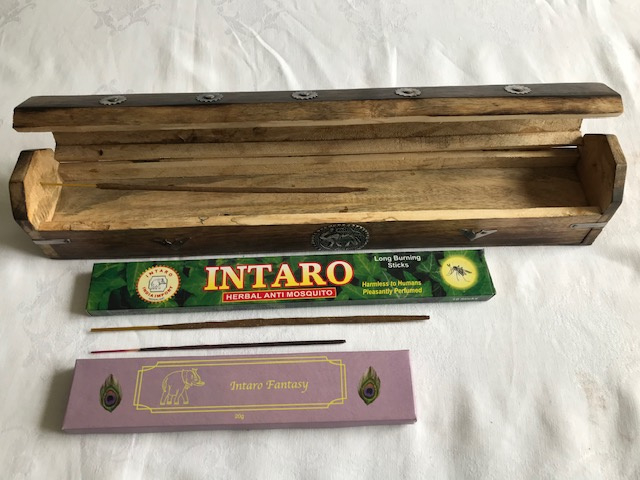 INTARO
INTARO
HERBAL ANTI MOSQUITO
Long Burning
Sticks
Harmless to Humans
Pleasantly Perfumed
Intaro Fantasy
20g